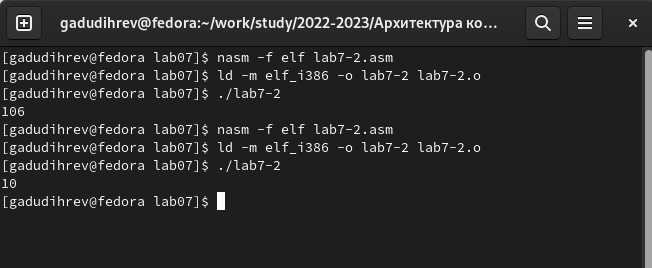 gadudihrev@fedora:~/work/study/2022-2023/Архитектура ко...
[gadudihrev@fedora lab07]$ nasm -f elf lab7-2.asm
[gadudihrev@fedora lab07]$ ld -m elf_i386 -o lab7-2 lab7-2.o
[gadudihrev@fedora lab07]$ ./lab7-2
106
[gadudihrev@fedora lab07]$ nasm -f elf lab7-2.asm
[gadudihrev@fedora lab07]$ ld -m elf_i386 -o lab7-2 lab7-2.o
[gadudihrev@fedora lab07]$ ./lab7-2
10
[gadudihrev@fedora lab07]$